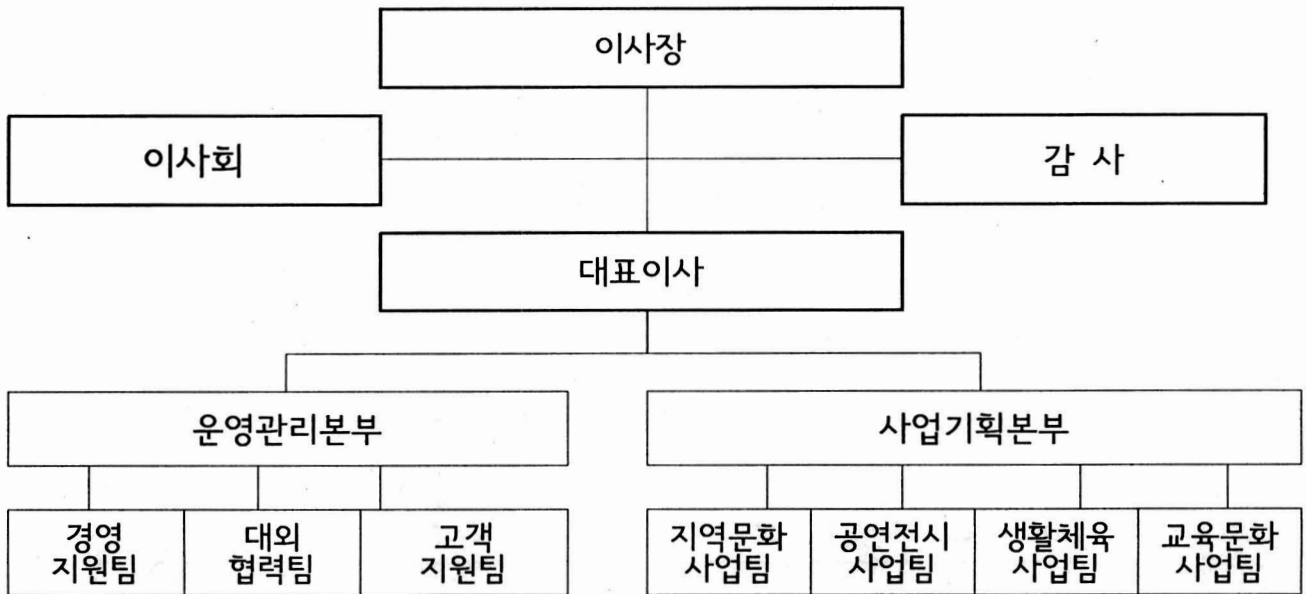 이사장
이사회
감 사
대표이사
운영관리본부
사업기획본부
경영
지원팀
대외
협력팀
고객
지원팀
지역문화
사업팀
공연전시
사업팀
생활체육
사업팀
교육문화
사업팀